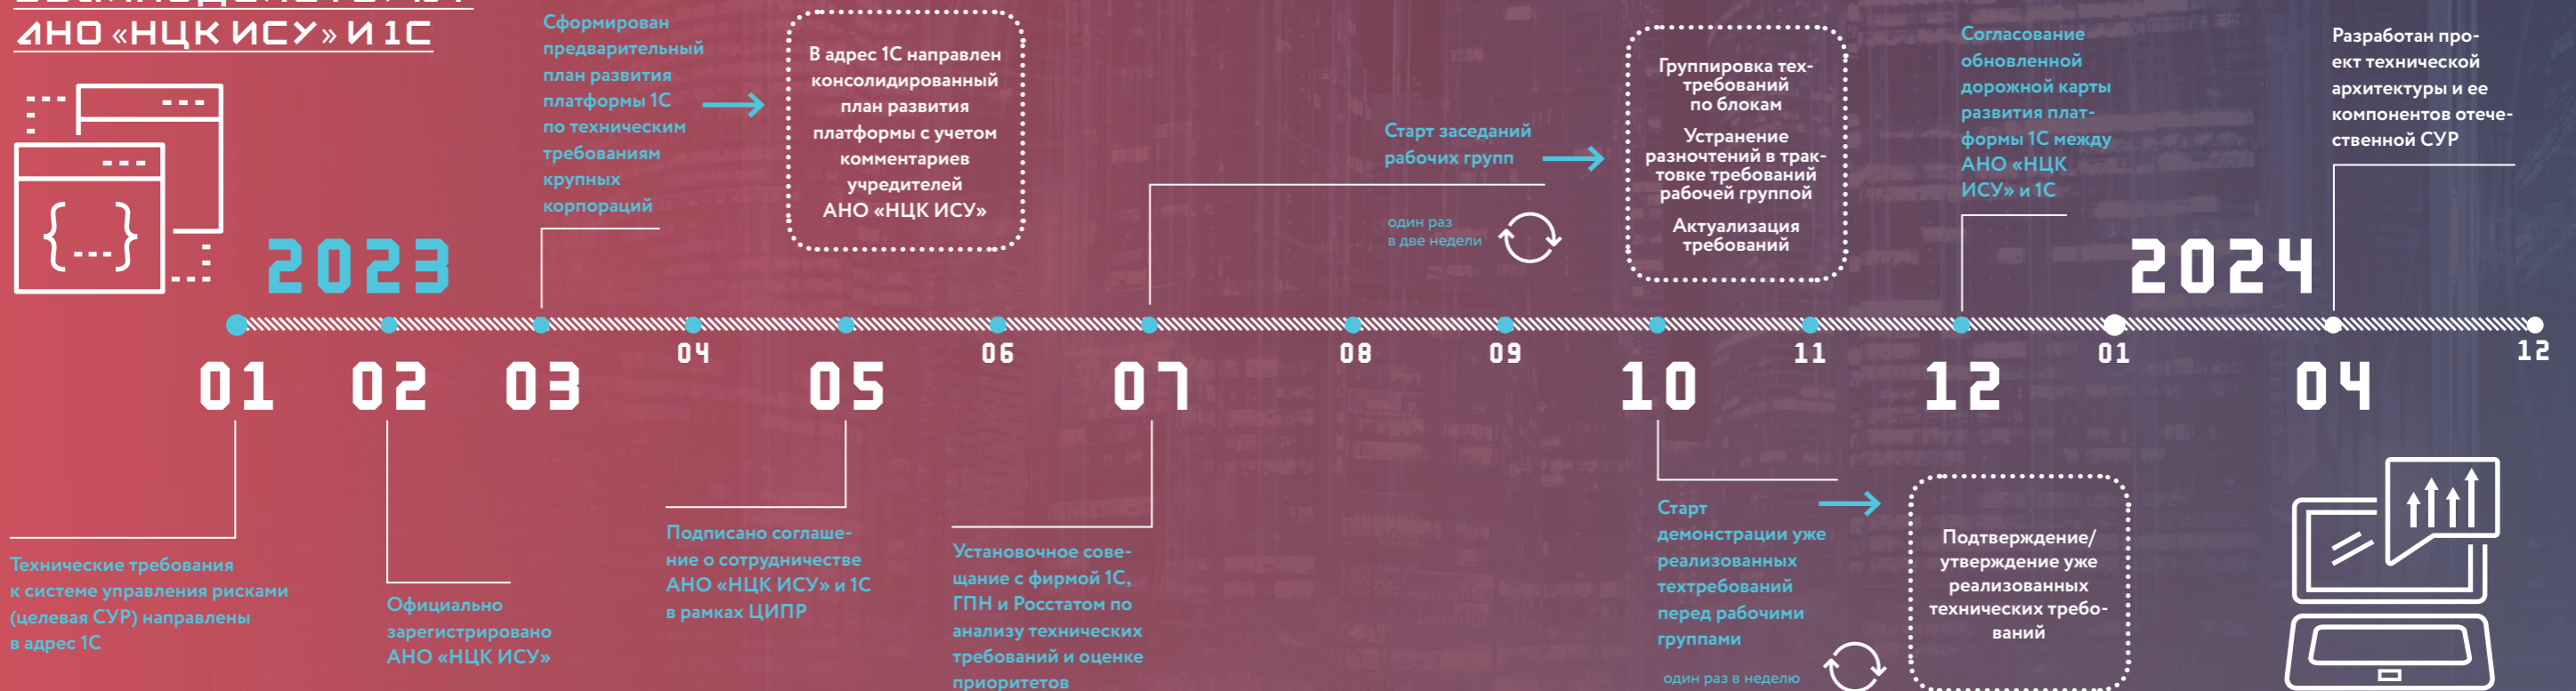 АНО «НЦК ИСУ» И 1С
Сформирован
предварительный
план развития
платформы 1С
по техническим
требованиям
крупных
корпораций
В адрес 1С направлен
консолидированный
план развития
платформы с учетом
комментариев
учредителей
АНО «НЦК ИСУ»
Старт заседаний
рабочих групп
один раз
в две недели
Группировка тех-
требований
по блокам
Устранение
разночтений в трак-
товке требований
рабочей группой
Актуализация
требований
Согласование
обновленной
дорожной карты
развития плат-
формы 1С между
АНО «НЦК
ИСУ» и 1С
Разработан про-
ект технической
архитектуры и ее
компонентов отече-
ственной СУР
{...}
2023
2024
01
02
03
04
05
06
07
08
09
10
11
12
01
04
12
Технические требования
к системе управления рисками
(целевая СУР) направлены
в адрес 1С
Официально
зарегистрировано
АНО «НЦК ИСУ»
Подписано соглаше-
ние о сотрудничестве
АНО «НЦК ИСУ» и 1С
в рамках ЦИПР
Установочное сове-
щание с фирмой 1С,
ГПН и Росстатом по
анализу технических
требований и оценке
приоритетов
Старт
демонстрации уже
реализованных
техтребований
перед рабочими
группами
один раз в неделю
Подтверждение/
утверждение уже
реализованных
технических требо-
ваний